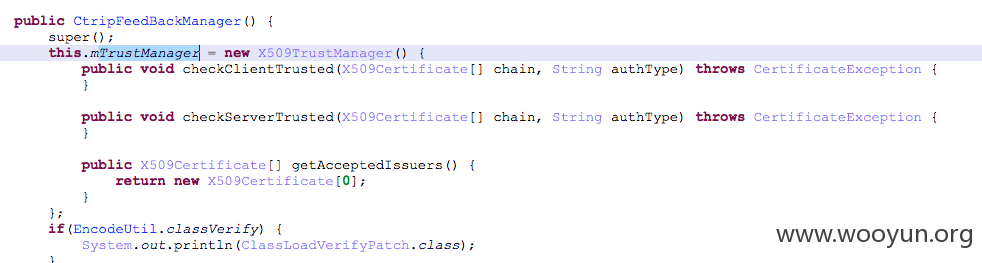 public CtripFeedBackManager() {
super();
this.mTrustManager = new X509TrustManager() {
public void checkClientTrusted(X509Certificate[] chain, String authType) throws CertificateException {
}
public void checkServerTrusted(X509Certificate[] chain, String authType) throws CertificateException {
}
public X509Certificate[] getAcceptedIssuers() {
return new X509Certificate[0];
}
};
if(EncodeUtil.classVerify) {
System.out.println(ClassLoadVerifyPatch.class);
}
www.wooyun.org